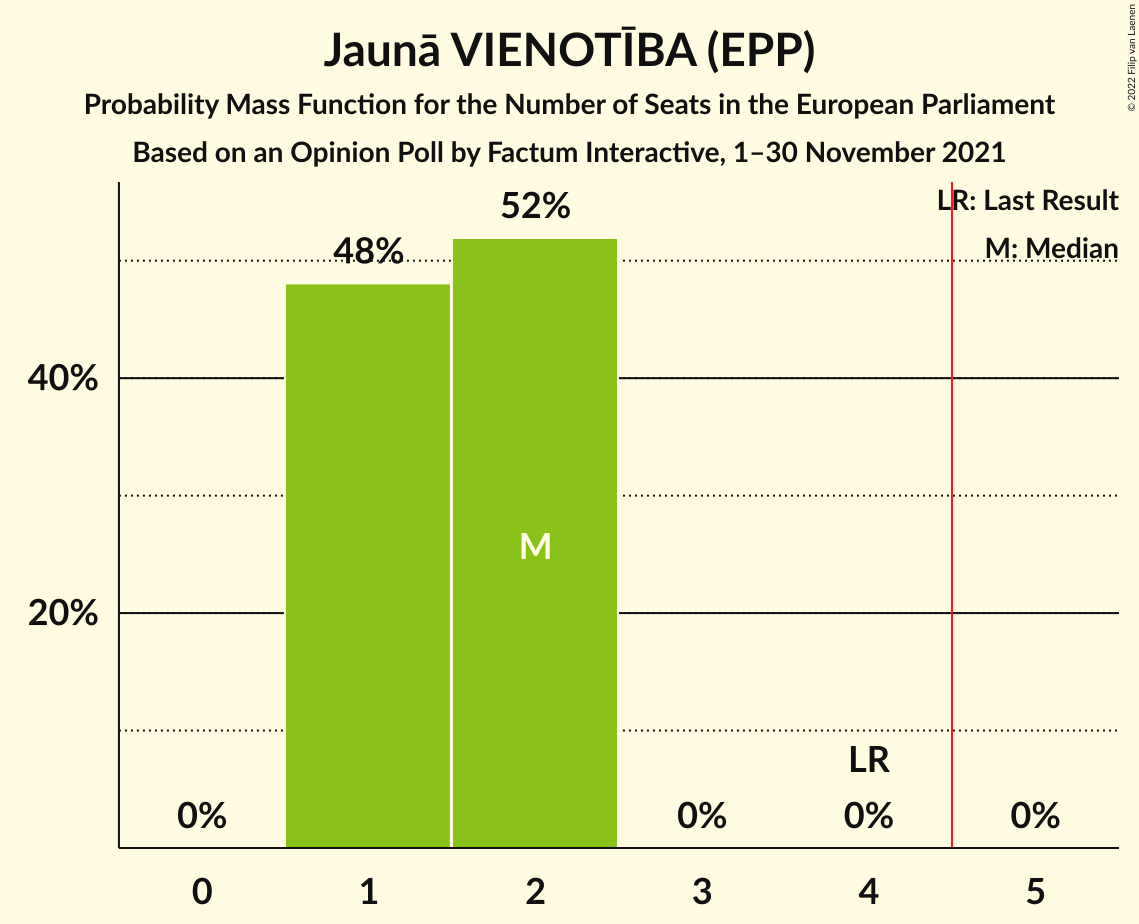 Jaunā VIENOTĪBA (EPP)
Probability Mass Function for the Number of Seats in the European Parliament
Based on an Opinion Poll by Factum Interactive, 1–30 November 2021
© 2022 Filip van Laenen
LR: Last Result
M: Median
52%
48%
40%
M
20%
LR
0%
0%
0%
0%
0 1 2 3 4 5